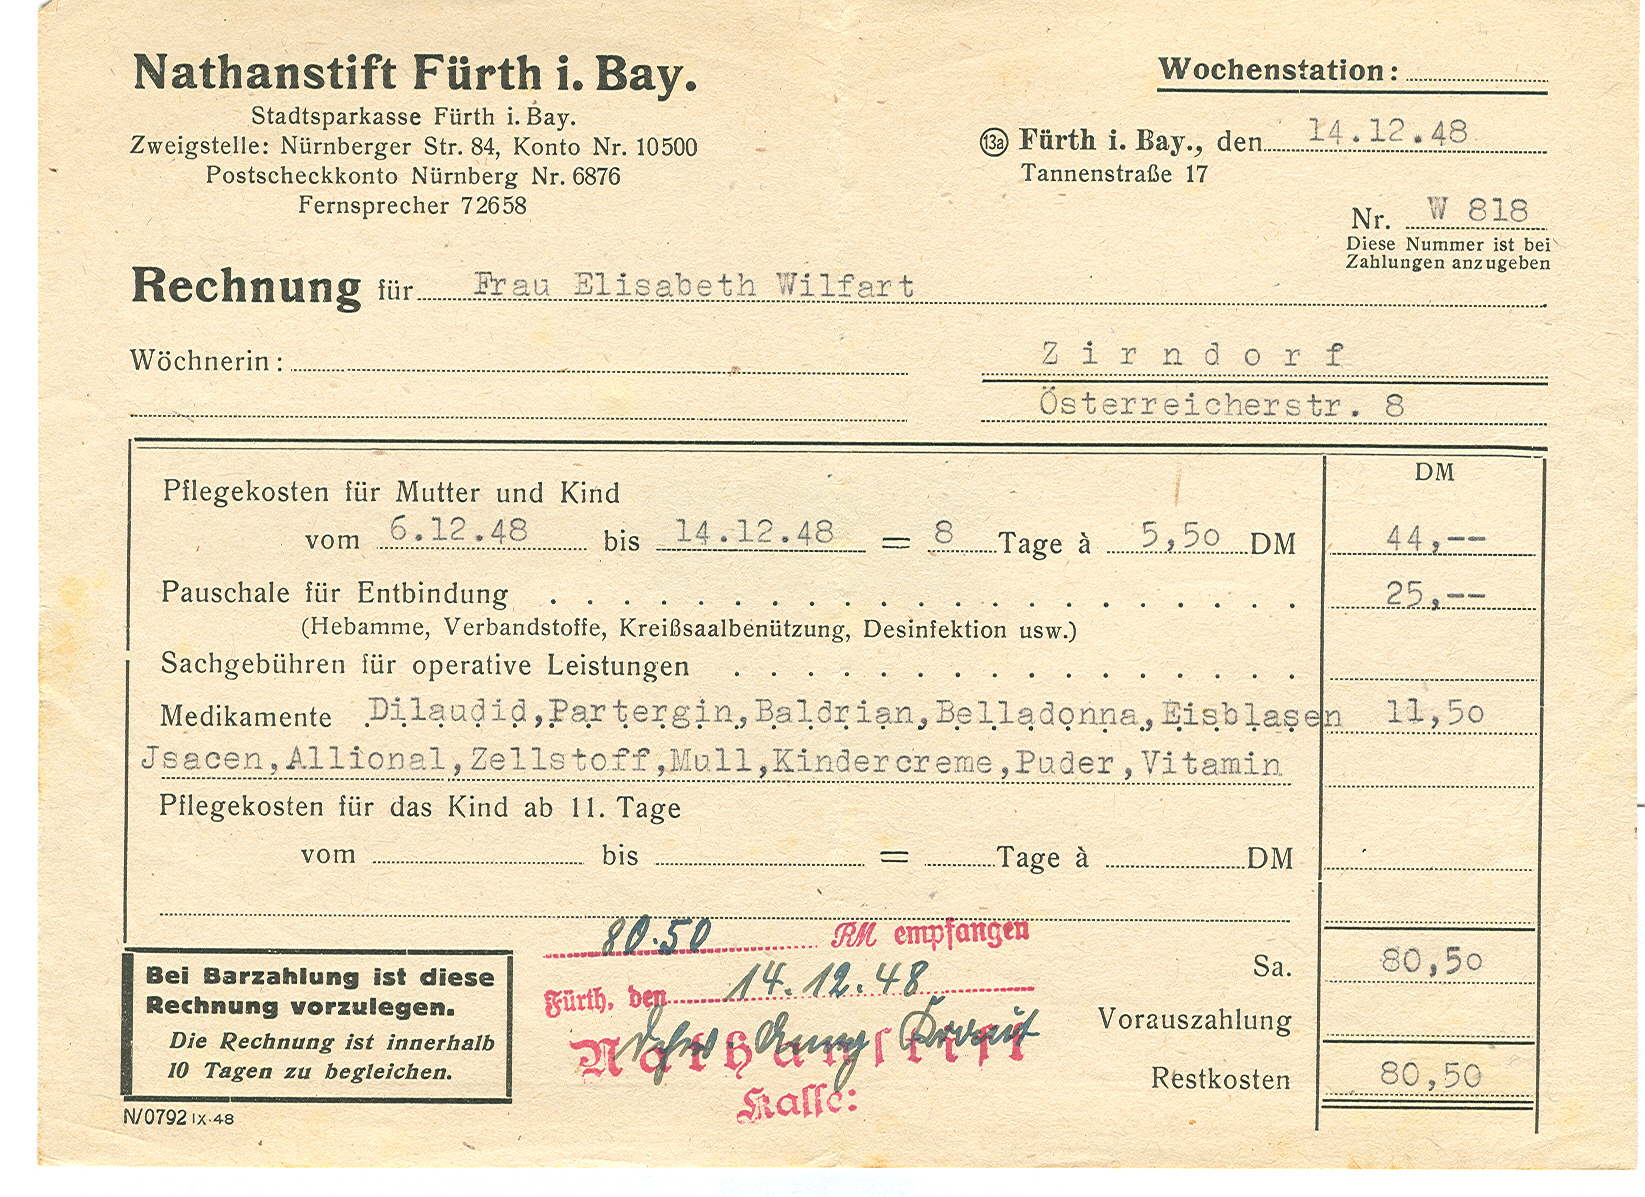 Nathanstift Fürth i. Bay.
Stadtsparkasse Fürth i. Bay.
Zweigstelle: Nürnberger Str. 84, Konto Nr. 10500
Postscheckkonto Nürnberg Nr. 6876
Fernsprecher 72658
Wochenstation:
13a Fürth i. Bay., den 14.12.48
Tannenstraße 17
Nr. W 818
Diese Nummer ist bei
Zahlungen anzugeben
Rechnung für Frau Elisabeth Wilfart
Wöchnerin:
Zirndorf
Österreicherstr. 8
DM
Pflegekosten für Mutter und Kind
vom 6.12.48 bis 14.12.48 = 8 Tage à 5,50 DM 44,--
Pauschale für Entbindung 25,--
(Hebamme, Verbandstoffe, Kreißsaalbenützung, Desinfektion usw.)
Sachgebühren für operative Leistungen
Medikamente Dilaudid,Partergin,Baldrian,Belladonna,Eisblasen 11,50
Jsacen,Allional,Zellstoff,Mull,Kindercreme,Puder,Vitamin
Pflegekosten für das Kind ab 11. Tage
vom bis = Tage à DM
80.50 RM empfangen
Fürth, den 14.12.48
Nathanstift
Kasse:
Sa. 80,50
Vorauszahlung
Restkosten 80,50
Bei Barzahlung ist diese
Rechnung vorzulegen.
Die Rechnung ist innerhalb
10 Tagen zu begleichen.
N/0792 IX-48